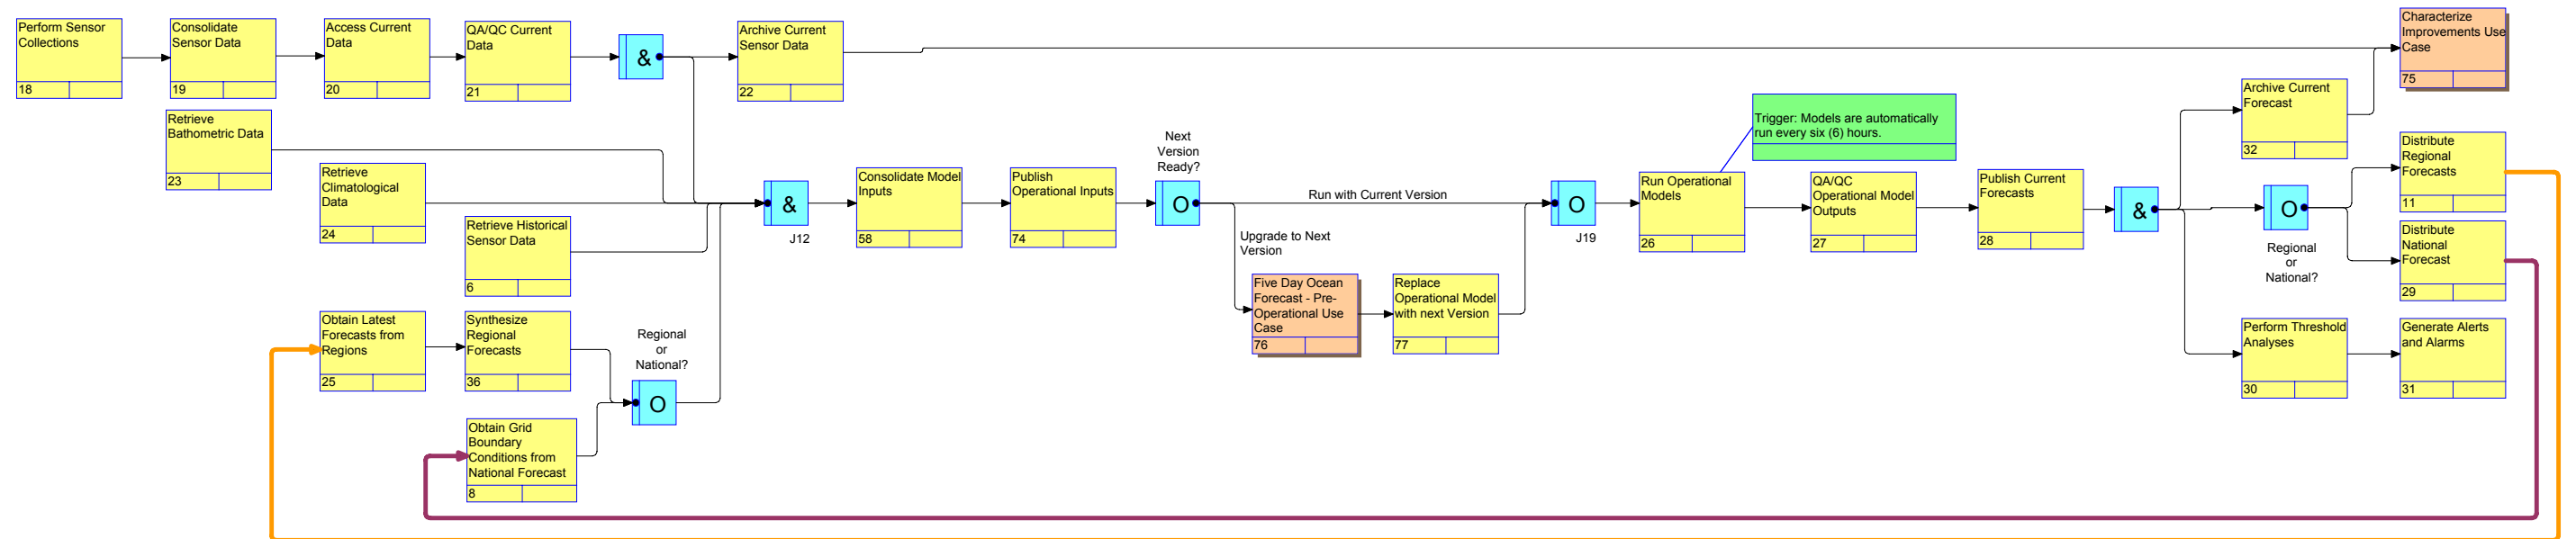 Perform Sensor
Collections
18
Consolidate
Sensor Data
19
Access Current
Data
20
QA/QC Current
Data
21
&
Archive Current
Sensor Data
22
Characterize
Improvements Use
Case
75
Retrieve
Bathometric Data
23
Retrieve
Climatological
Data
24
Retrieve Historical
Sensor Data
6
Obtain Latest
Forecasts from
Regions
25
Synthesize
Regional
Forecasts
36
Regional
or
National?
O
Obtain Grid
Boundary
Conditions from
National Forecast
8
&
J12
Consolidate Model
Inputs
58
Publish
Operational Inputs
74
Next
Version
Ready?
O
Run with Current Version
Upgrade to Next
Version
Five Day Ocean
Forecast - Pre-
Operational Use
Case
76
Replace
Operational Model
with next Version
77
O
J19
Trigger: Models are automatically
run every six (6) hours.
Run Operational
Models
26
QA/QC
Operational Model
Outputs
27
Publish Current
Forecasts
28
&
Archive Current
Forecast
32
O
Regional
or
National?
Distribute
Regional
Forecasts
11
Distribute
National
Forecast
29
Perform Threshold
Analyses
30
Generate Alerts
and Alarms
31